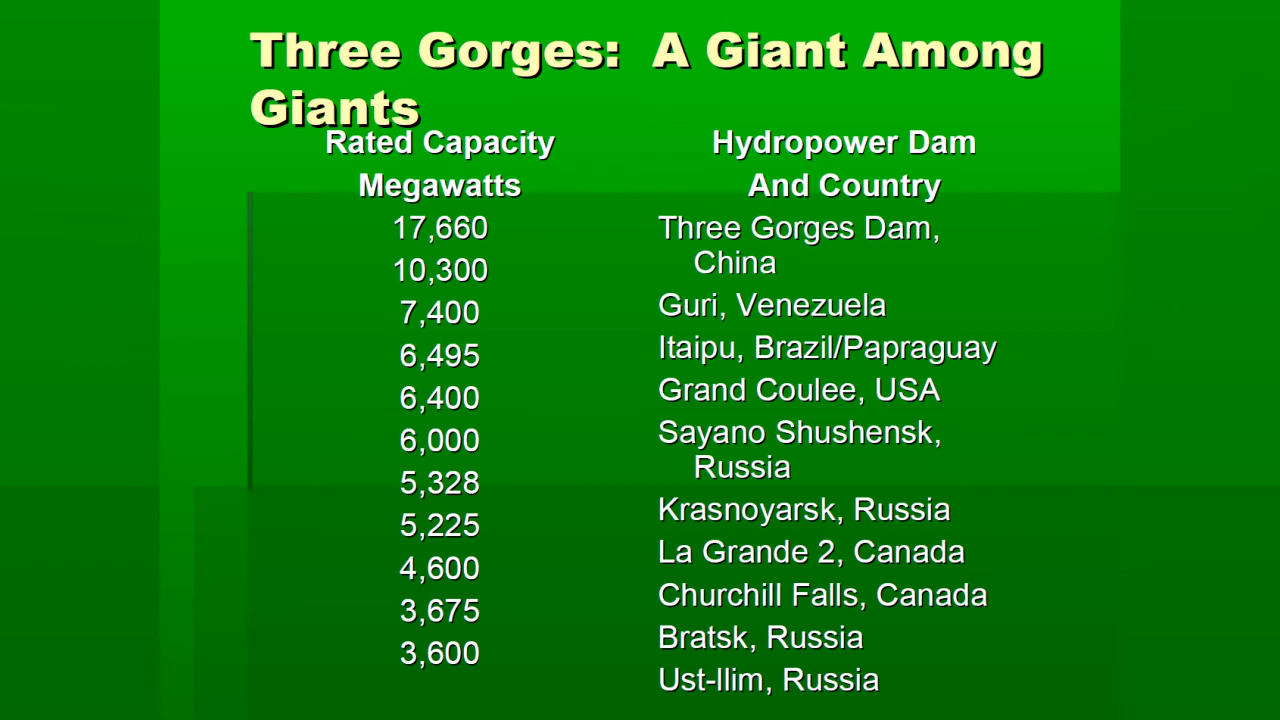 Three Gorges: A Giant Among
Giants
Rated Capacity
Megawatts
17,660
10,300
7,400
6,495
6,400
6,000
5,328
5,225
4,600
3,675
3,600
Hydropower Dam
And Country
Three Gorges Dam,
China
Guri, Venezuela
Itaipu, Brazil/Papraguay
Grand Coulee, USA
Sayano Shushensk,
Russia
Krasnoyarsk, Russia
La Grande 2, Canada
Churchill Falls, Canada
Bratsk, Russia
Ust-Ilim, Russia